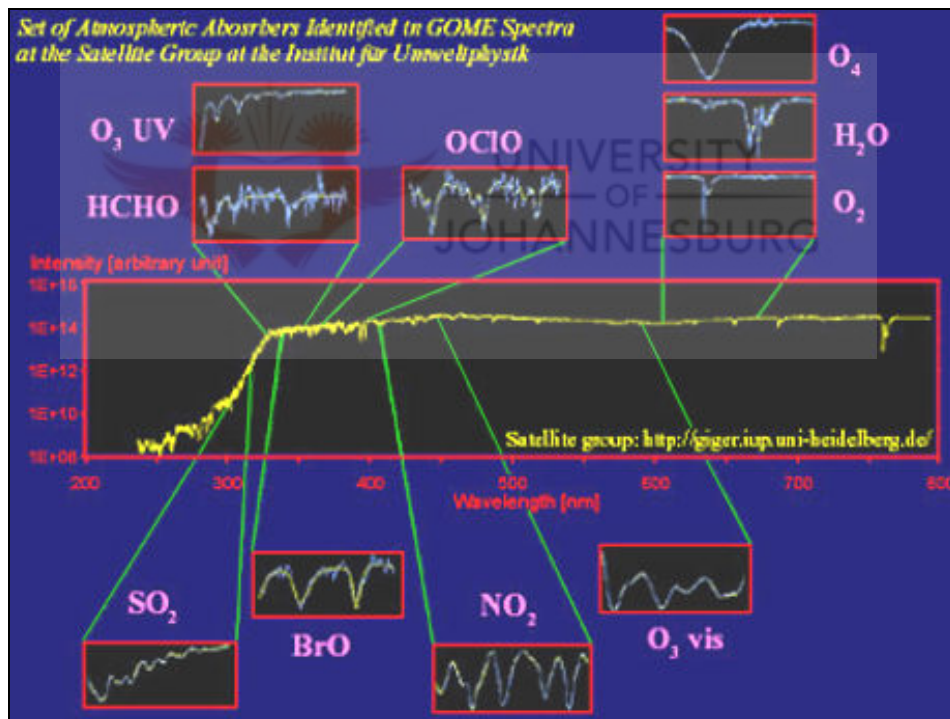 Set of Atmospheric Abosrbers Identified in GOME Spectra
at the Satellite Group at the Institut für Umweltphysik
O4
O3 UV
OClO
H2O
HCHO
O2
UNIVERSITY
OF
JOHANNESBURG
Intensity [arbitrary unit]
1E+16
1E+14
1E+12
1E+10
1E+08
Satellite group: http://giger.iup.uni-heidelberg.de/
200 300 400 500 600 700 800
Wavelength [nm]
SO2
BrO
NO2
O3 vis